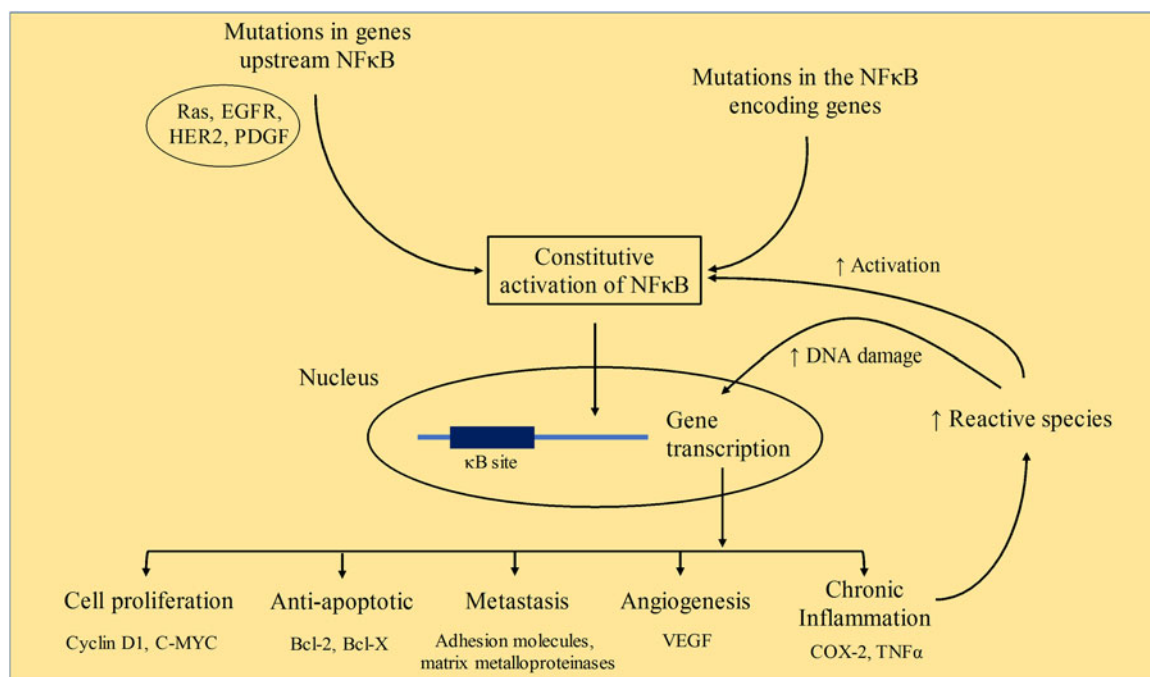 Mutations in genes
upstream NFκB
Ras, EGFR,
HER2, PDGF
Mutations in the NFκB
encoding genes
Constitutive
activation of NFκB
↑ Activation
↑ DNA damage
Nucleus
κB site
Gene
transcription
↑ Reactive species
Cell proliferation
Cyclin D1, C-MYC
Anti-apoptotic
Bcl-2, Bcl-X
Metastasis
Adhesion molecules,
matrix metalloproteinases
Angiogenesis
VEGF
Chronic
Inflammation
COX-2, TNFα